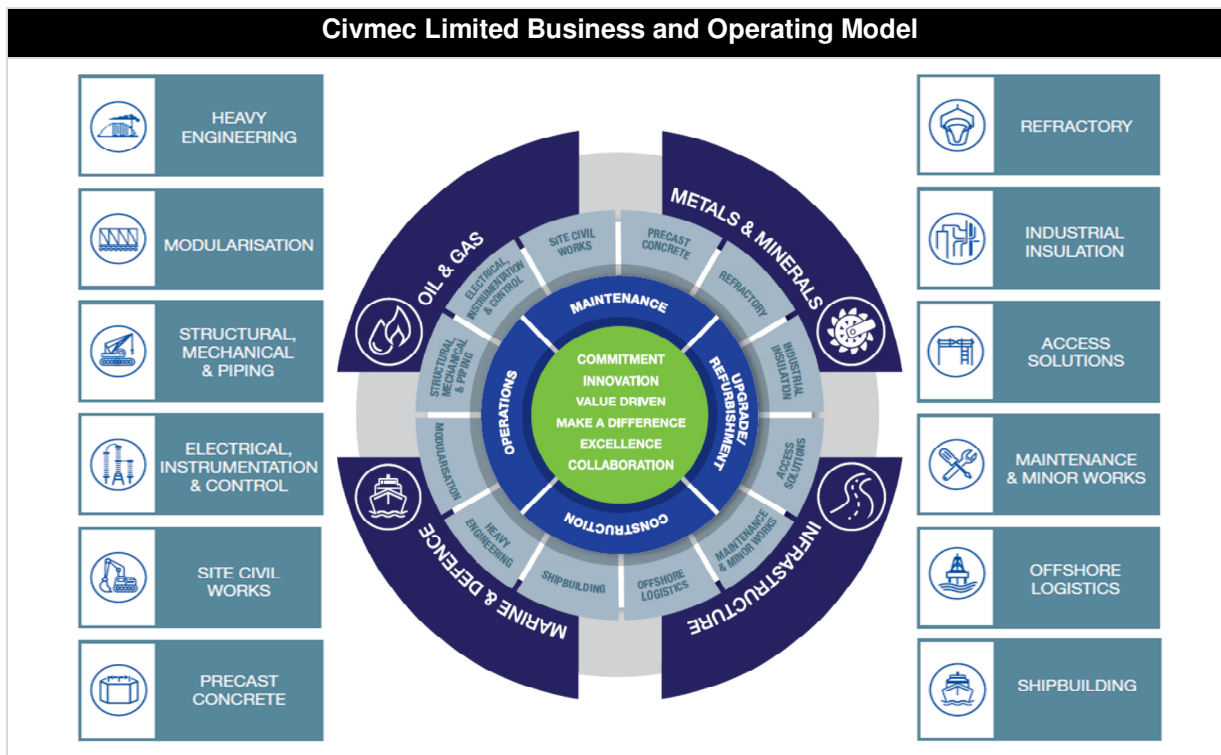 Civmec Limited Business and Operating Model
HEAVY
ENGINEERING
MODULARISATION
STRUCTURAL,
MECHANICAL
& PIPING
ELECTRICAL,
INSTRUMENTATION
& CONTROL
SITE CIVIL
WORKS
PRECAST
CONCRETE
OIL & GAS
METALS & MINERALS
INFRASTRUCTURE
MARINE & DEFENCE
SITE CIVIL
WORKS
PRECAST
CONCRETE
REFRACTORY
INDUSTRIAL
INSULATION
ACCESS
SOLUTIONS
MAINTENANCE
& MINOR WORKS
OFFSHORE
LOGISTICS
SHIPBUILDING
HEAVY
ENGINEERING
MODULARISATION
STRUCTURAL,
MECHANICAL
& PIPING
ELECTRICAL,
INSTRUMENTATION
& CONTROL
MAINTENANCE
UPGRADE/
REFURBISHMENT
CONSTRUCTION
OPERATIONS
COMMITMENT
INNOVATION
VALUE DRIVEN
MAKE A DIFFERENCE
EXCELLENCE
COLLABORATION
REFRACTORY
INDUSTRIAL
INSULATION
ACCESS
SOLUTIONS
MAINTENANCE
& MINOR WORKS
OFFSHORE
LOGISTICS
SHIPBUILDING